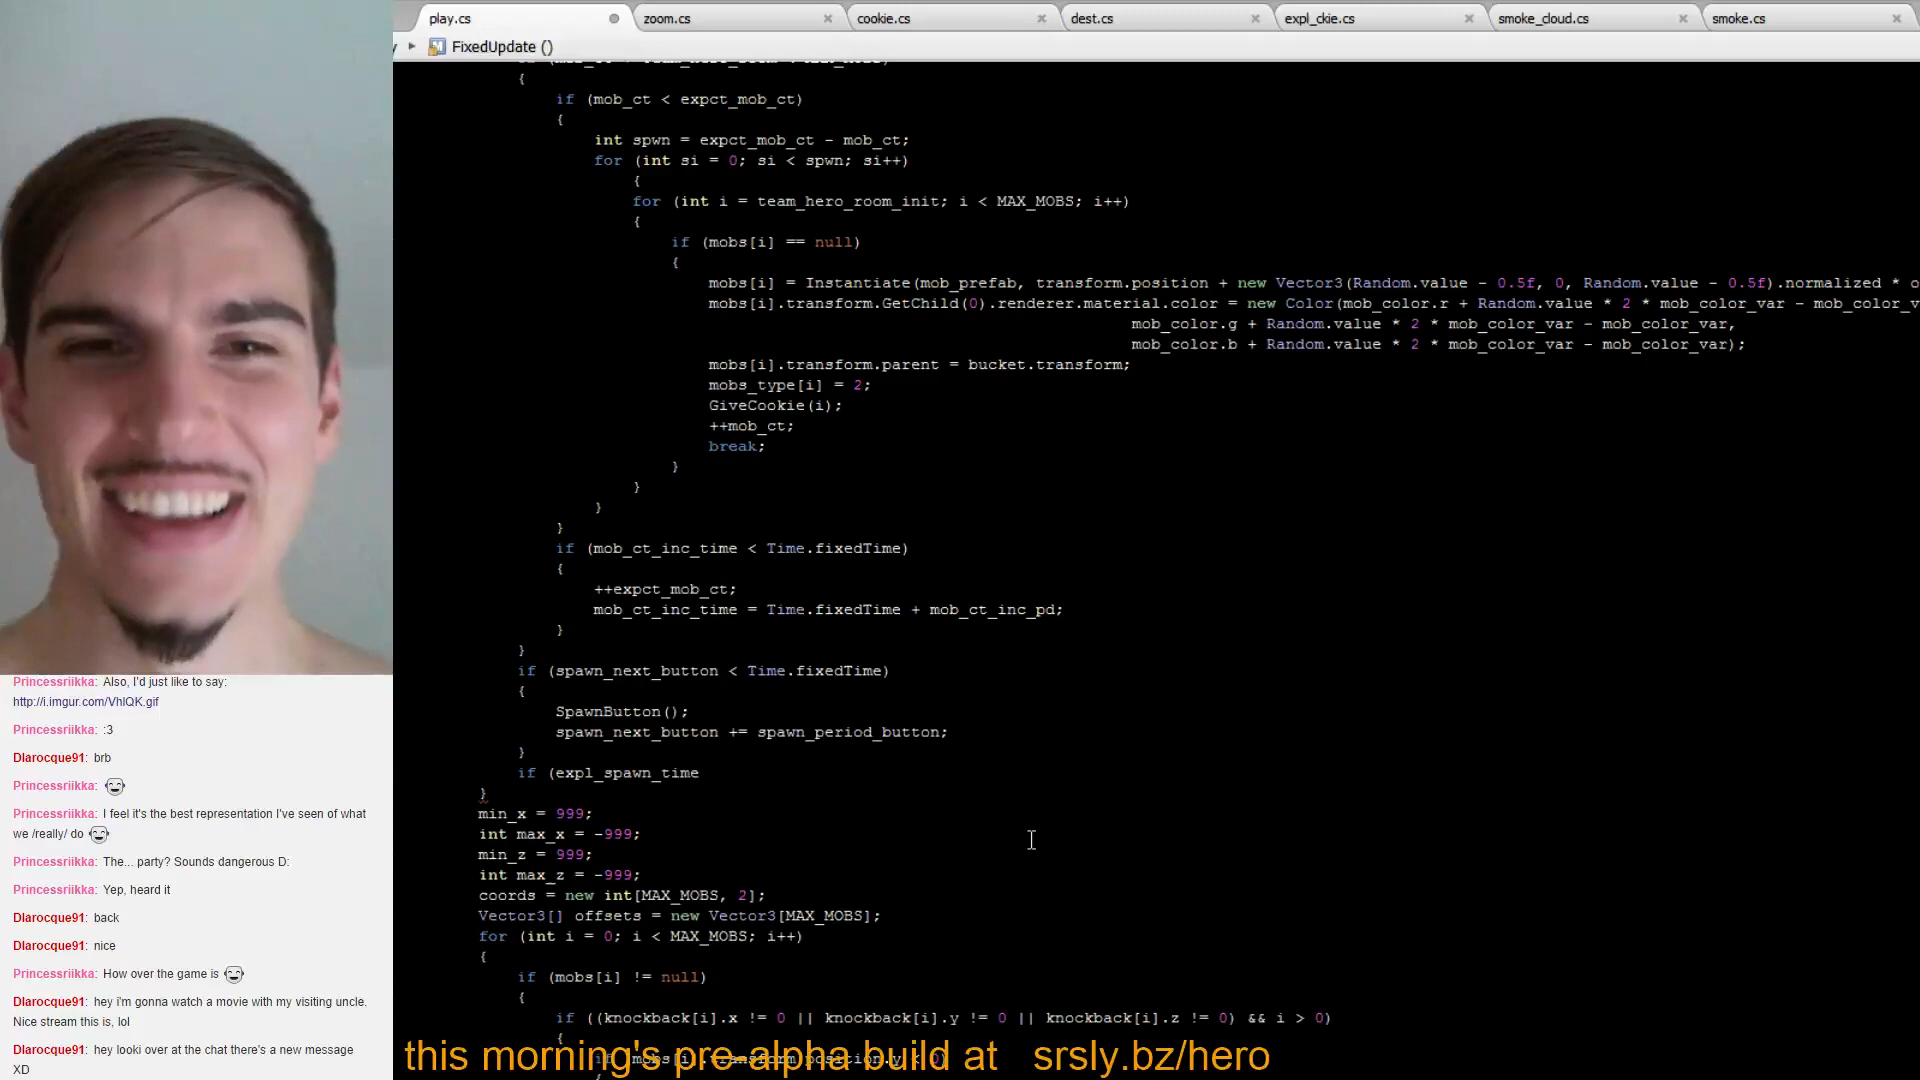 play.cs
zoom.cs
cookie.cs
dest.cs
expl_ckie.cs
smoke_cloud.cs
smoke.cs
FixedUpdate ()
{
if (mob_ct < expct_mob_ct)
{
int spwn = expct_mob_ct - mob_ct;
for (int si = 0; si < spwn; si++)
{
for (int i = team_hero_room_init; i < MAX_MOBS; i++)
{
if (mobs[i] == null)
{
mobs[i] = Instantiate(mob_prefab, transform.position + new Vector3(Random.value - 0.5f, 0, Random.value - 0.5f).normalized * o
mobs[i].transform.GetChild(0).renderer.material.color = new Color(mob_color.r + Random.value * 2 * mob_color_var - mob_color_v
mob_color.g + Random.value * 2 * mob_color_var - mob_color_var,
mob_color.b + Random.value * 2 * mob_color_var - mob_color_var);
mobs[i].transform.parent = bucket.transform;
mobs_type[i] = 2;
GiveCookie(i);
++mob_ct;
break;
}
}
}
}
if (mob_ct_inc_time < Time.fixedTime)
{
++expct_mob_ct;
mob_ct_inc_time = Time.fixedTime + mob_ct_inc_pd;
}
}
if (spawn_next_button < Time.fixedTime)
{
SpawnButton();
spawn_next_button += spawn_period_button;
}
if (expl_spawn_time
}
min_x = 999;
int max_x = -999;
min_z = 999;
int max_z = -999;
coords = new int[MAX_MOBS, 2];
Vector3[] offsets = new Vector3[MAX_MOBS];
for (int i = 0; i < MAX_MOBS; i++)
{
if (mobs[i] != null)
{
if ((knockback[i].x != 0 || knockback[i].y != 0 || knockback[i].z != 0) && i > 0)
{
if (mobs[i].transform.position.y < 0)
Princessriikka: Also, I'd just like to say:
http://i.imgur.com/VhlQK.gif
Princessriikka: :3
Dlarocque91: brb
Princessriikka:
Princessriikka: I feel it's the best representation I've seen of what
we /really/ do
Princessriikka: The... party? Sounds dangerous D:
Princessriikka: Yep, heard it
Dlarocque91: back
Dlarocque91: nice
Princessriikka: How over the game is
Dlarocque91: hey i'm gonna watch a movie with my visiting uncle.
Nice stream this is, lol
Dlarocque91: hey looki over at the chat there's a new message
XD
this morning's pre-alpha build at srsly.bz/hero